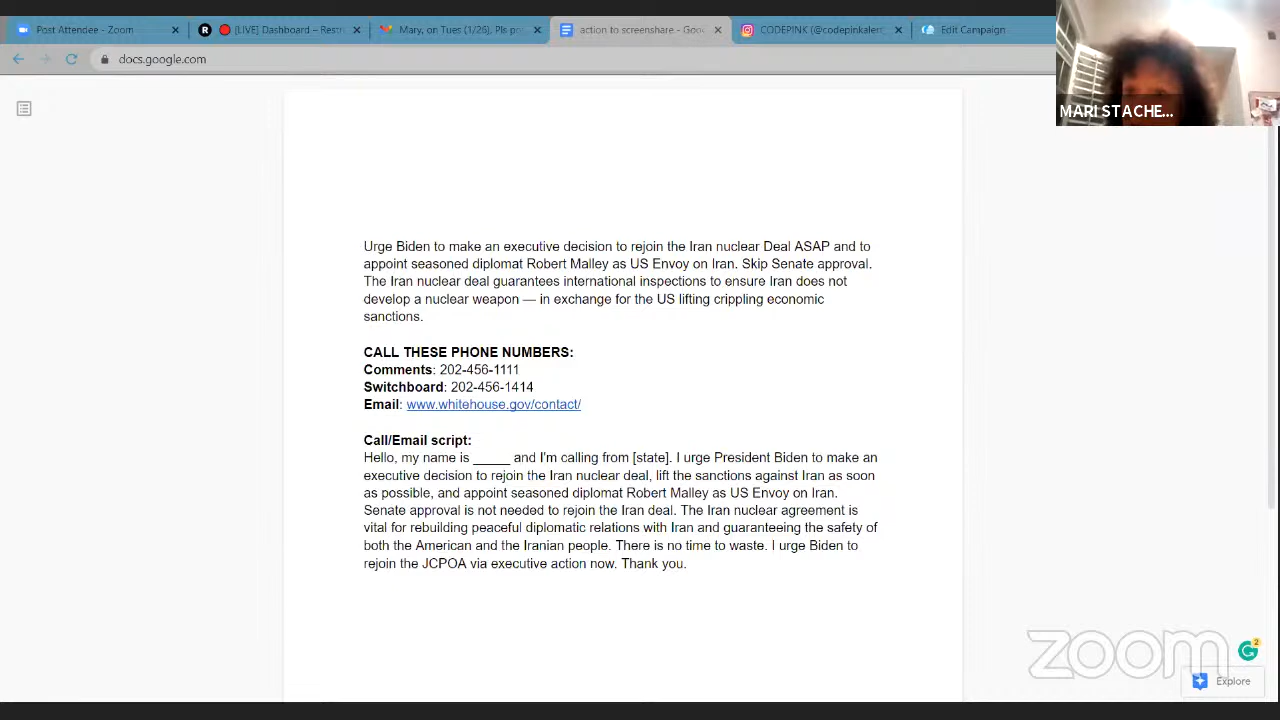 Post Attendee - Zoom
[LIVE] Dashboard – Restr
Mary, on Tues (1/26). Pls pr
action to screenshare - Goo
CODEPINK (@codepinkaler
Edit Campaign
docs.google.com
MARI STACHE...
Urge Biden to make an executive decision to rejoin the Iran nuclear Deal ASAP and to
appoint seasoned diplomat Robert Malley as US Envoy on Iran. Skip Senate approval.
The Iran nuclear deal guarantees international inspections to ensure Iran does not
develop a nuclear weapon — in exchange for the US lifting crippling economic
sanctions.
CALL THESE PHONE NUMBERS:
Comments: 202-456-1111
Switchboard: 202-456-1414
Email: www.whitehouse.gov/contact/
Call/Email script:
Hello, my name is _____ and I'm calling from [state]. I urge President Biden to make an
executive decision to rejoin the Iran nuclear deal, lift the sanctions against Iran as soon
as possible, and appoint seasoned diplomat Robert Malley as US Envoy on Iran.
Senate approval is not needed to rejoin the Iran deal. The Iran nuclear agreement is
vital for rebuilding peaceful diplomatic relations with Iran and guaranteeing the safety of
both the American and the Iranian people. There is no time to waste. I urge Biden to
rejoin the JCPOA via executive action now. Thank you.
zoom
2
Explore